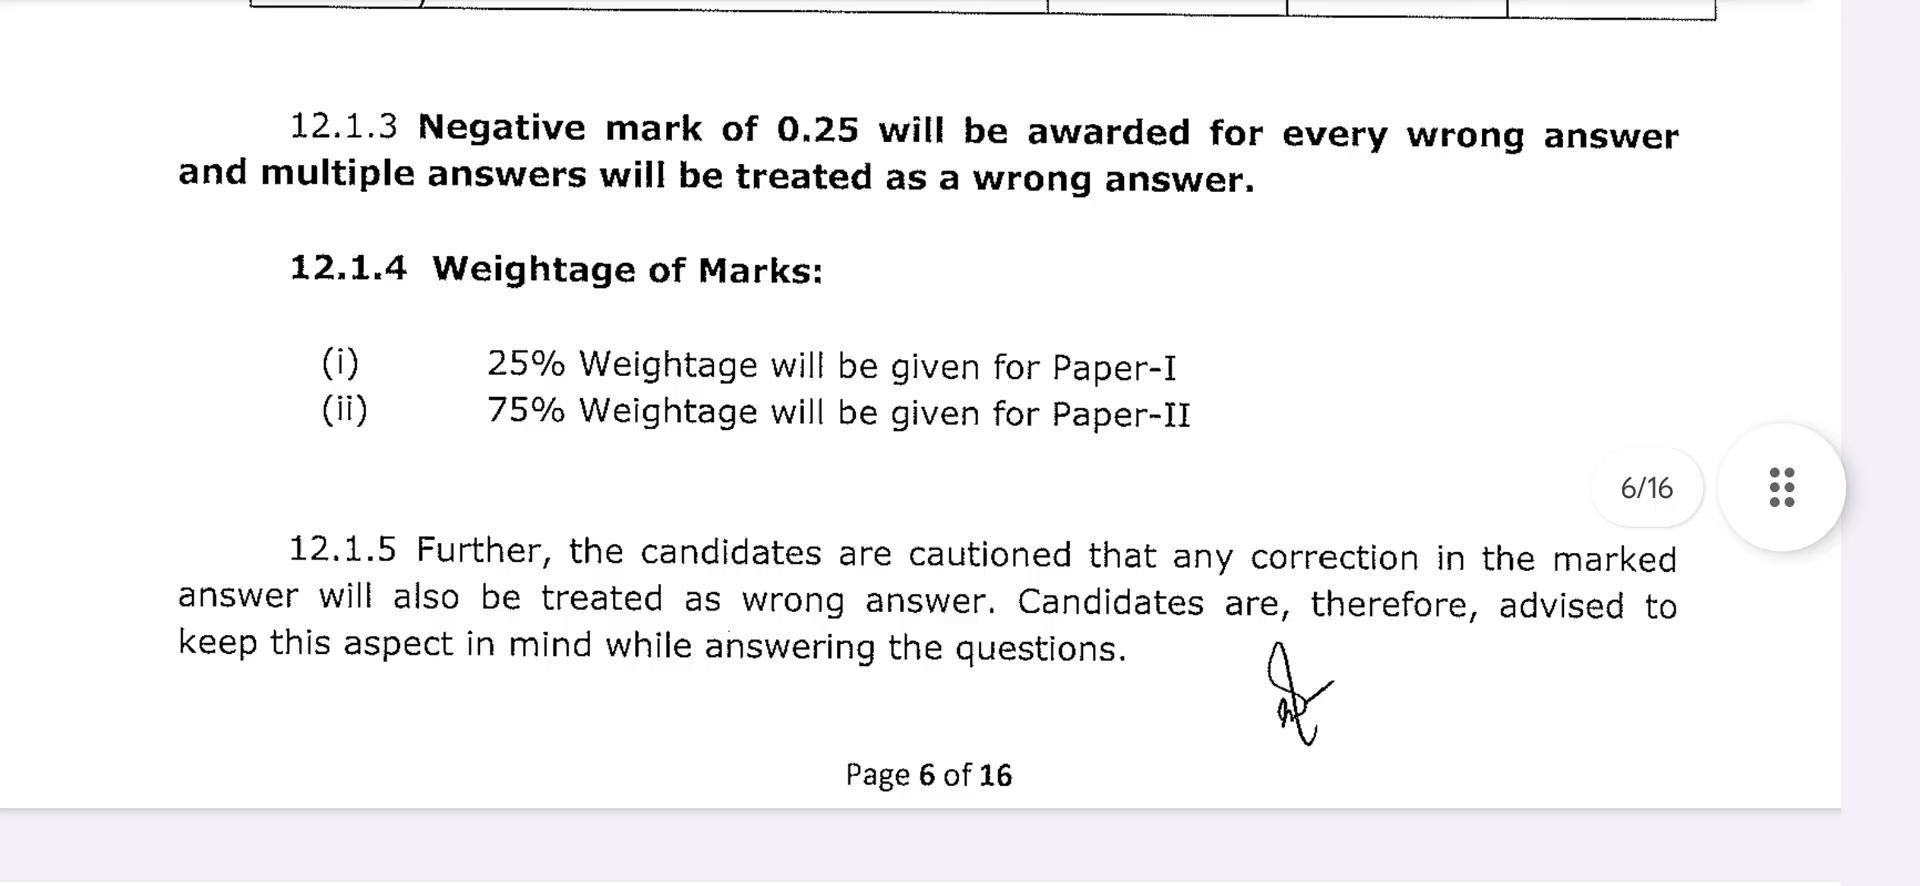 12.1.3 Negative mark of 0.25 will be awarded for every wrong answer
and multiple answers will be treated as a wrong answer.
12.1.4 Weightage of Marks:
(i) 25% Weightage will be given for Paper-I
(ii) 75% Weightage will be given for Paper-II
6/16
12.1.5 Further, the candidates are cautioned that any correction in the marked
answer will also be treated as wrong answer. Candidates are, therefore, advised to
keep this aspect in mind while answering the questions.
Page 6 of 16